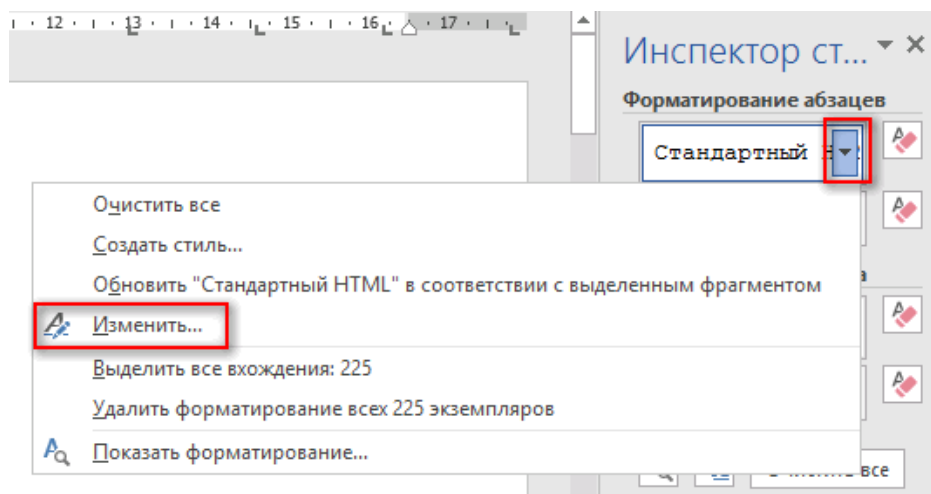 12 · 13 · 14 · 15 · 16 · 17
Инспектор ст...
Форматирование абзацев
Стандартный
Очистить все
Создать стиль...
Обновить "Стандартный HTML" в соответствии с выделенным фрагментом
Изменить...
Выделить все вхождения: 225
Удалить форматирование всех 225 экземпляров
Показать форматирование...
все